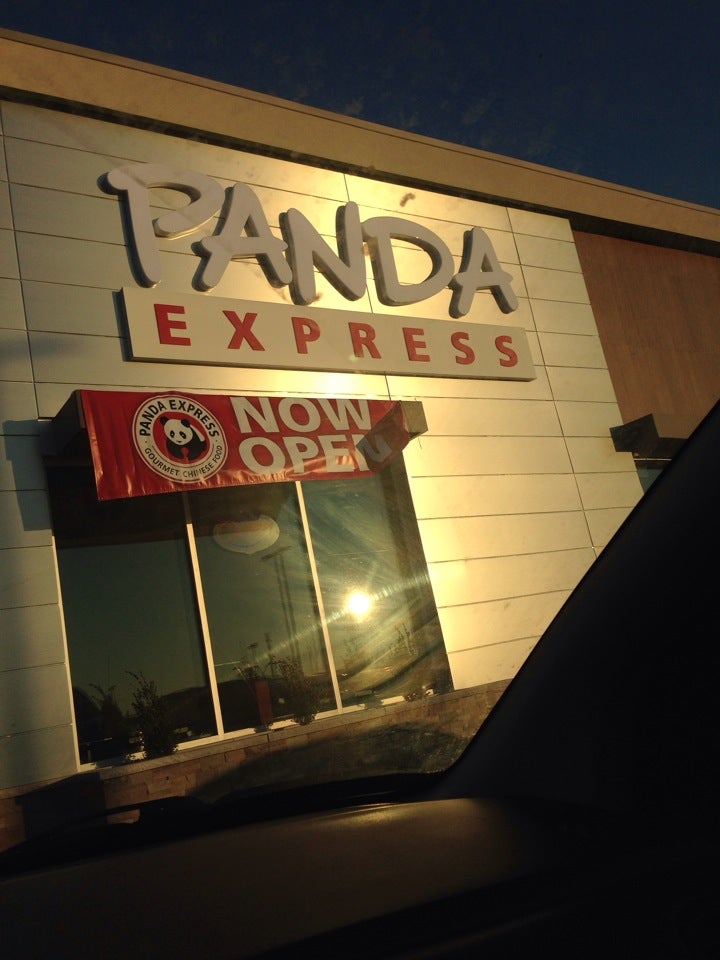 PANDA
EXPRESS
PANDA EXPRESS
GOURMET CHINESE FOOD
NOW
OPEN